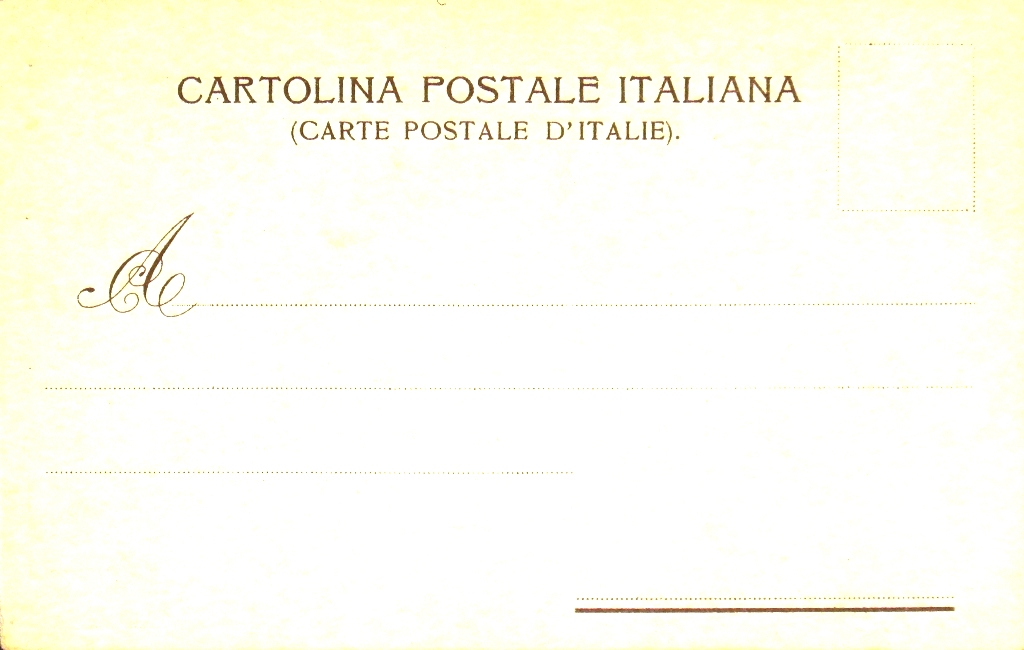 CARTOLINA POSTALE ITALIANA
(CARTE POSTALE D'ITALIE).
A